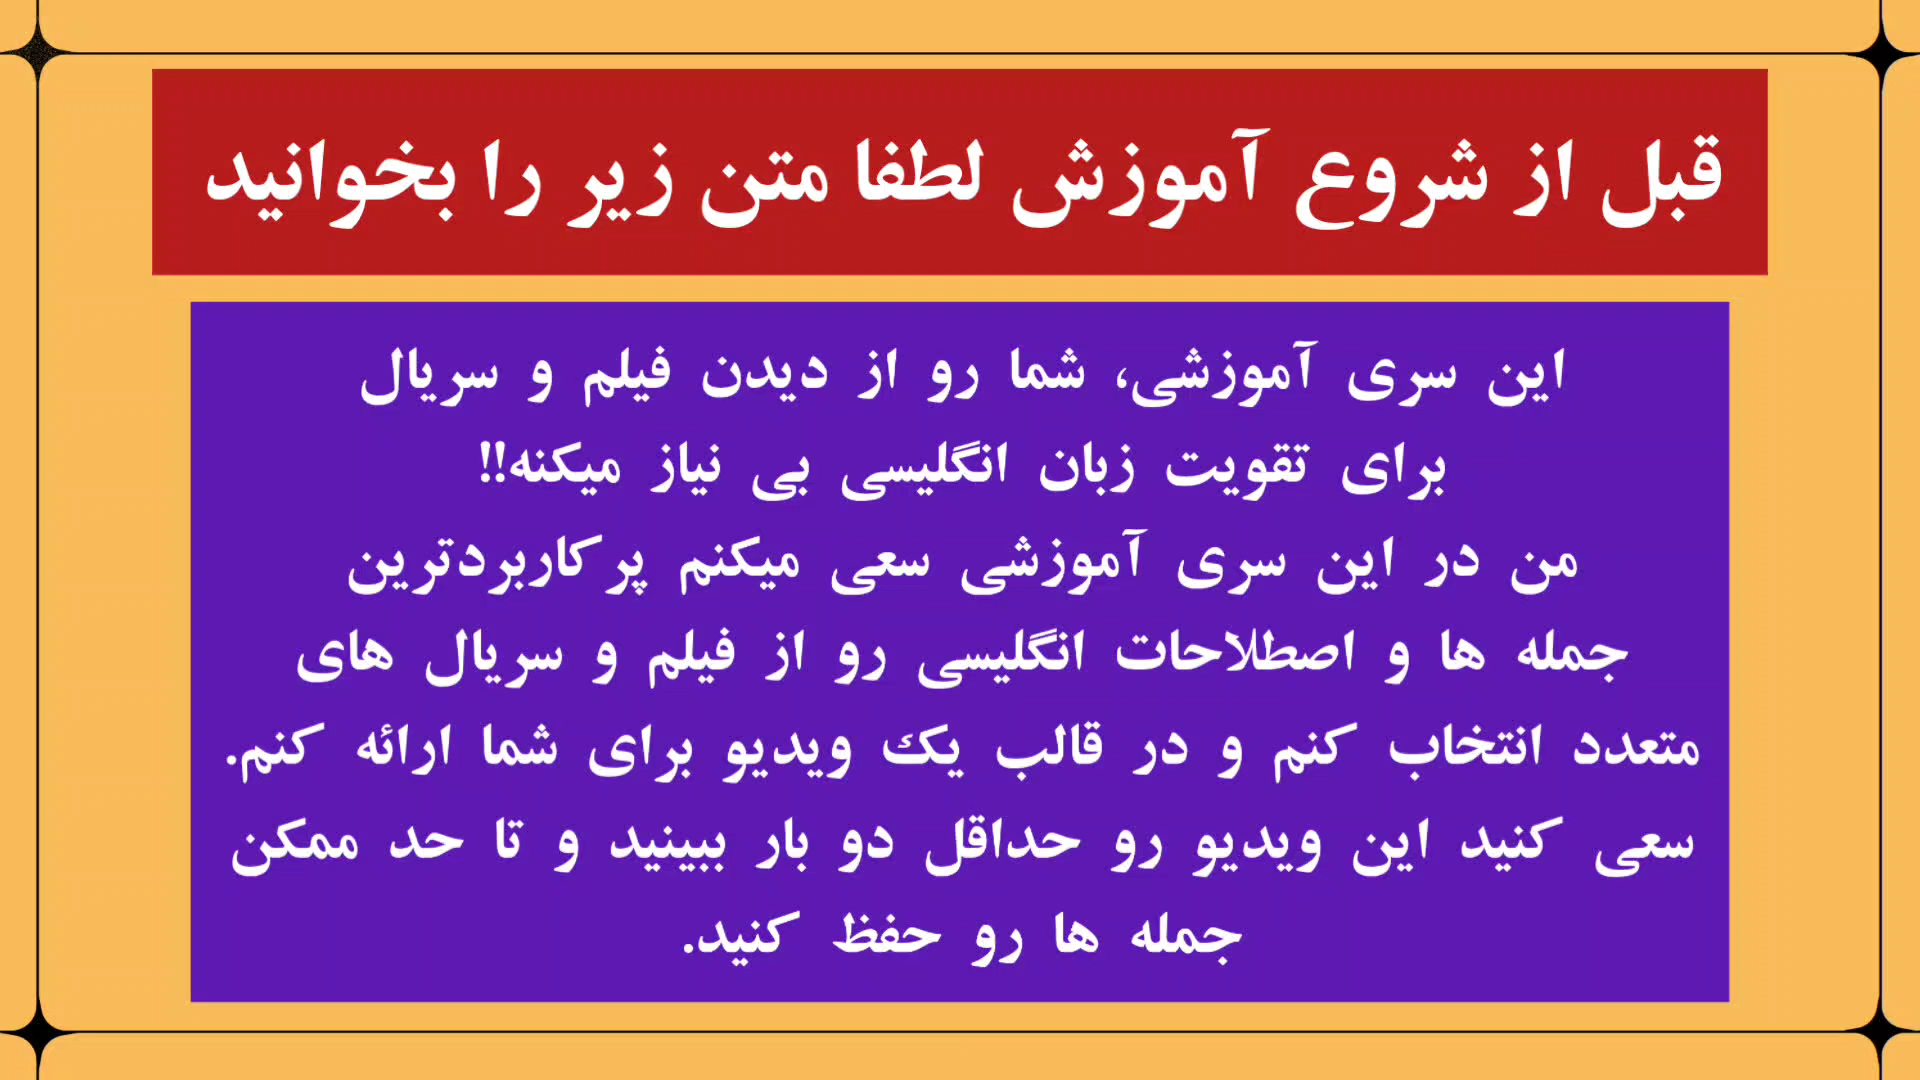 قبل از شروع آموزش لطفا متن زیر را بخوانید
این سری آموزشی، شما رو از دیدن فیلم و سریال
برای تقویت زبان انگلیسی بی نیاز میکنه!!
من در این سری آموزشی سعی میکنم پرکاربردترین
جمله ها و اصطلاحات انگلیسی رو از فیلم و سریال های
متعدد انتخاب کنم و در قالب یک ویدیو برای شما ارائه کنم.
سعی کنید این ویدیو رو حداقل دو بار ببینید و تا حد ممکن
جمله ها رو حفظ کنید.